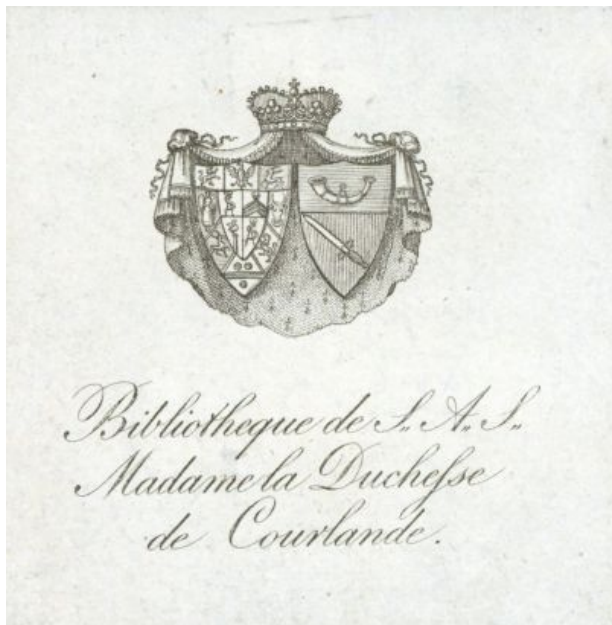 Bibliotheque de S„ A„ S„
Madame la Ducheſse
de Courlande.